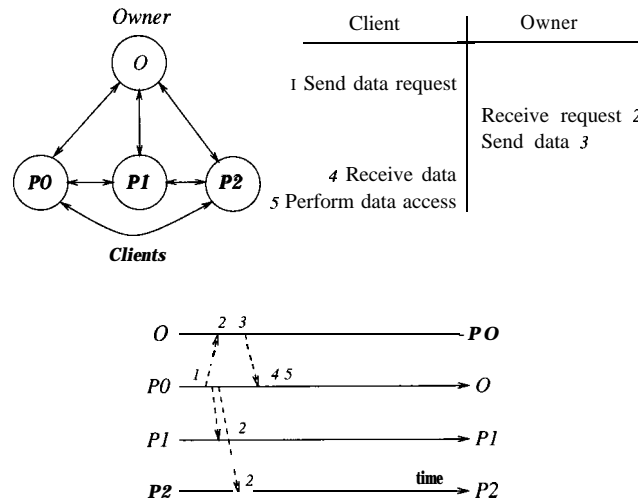 Owner
O
P0
P1
P2
Clients
Client
Owner
1 Send data request
Receive request 2
Send data 3
4 Receive data
5 Perform data access
O
2
3
PO
P0
1
4 5
O
P1
2
P1
P2
2
time
P2